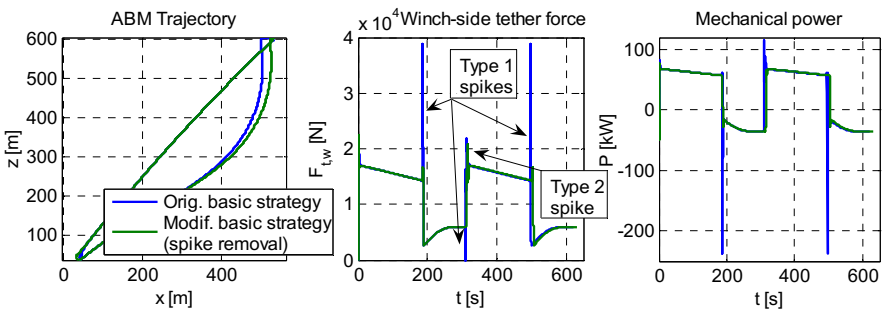 ABM Trajectory
600
500
400
300
200
100
0
200
400
z [m]
x [m]
Orig. basic strategy
Modif. basic strategy
(spike removal)
x 10^4 Winch-side tether force
4
3
2
1
0
0
200
400
600
F_t,w [N]
t [s]
Type 1
spikes
Type 2
spike
Mechanical power
100
0
-100
-200
0
200
400
600
P [kW]
t [s]